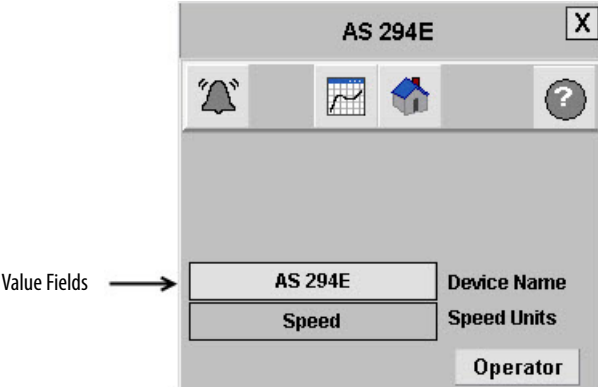 AS 294E
X
?
Value Fields
AS 294E Device Name
Speed Speed Units
Operator